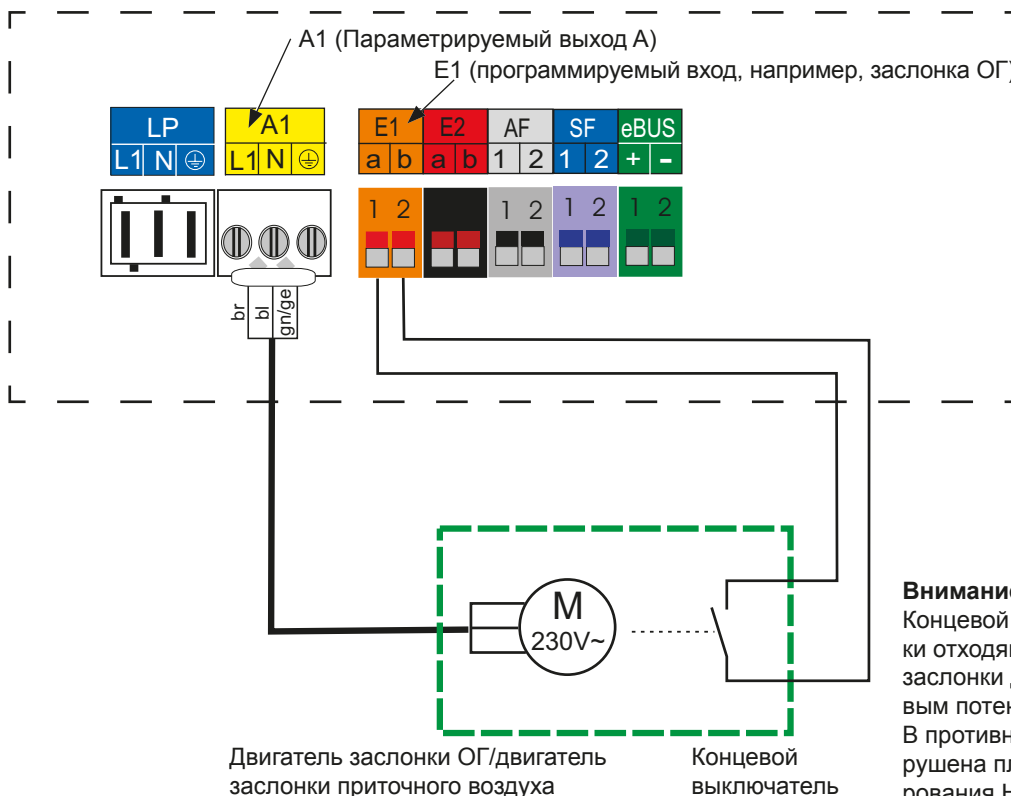 A1 (Параметрируемый выход А)
E1 (программируемый вход, например, заслонка ОГ)
LP A1 E1 E2 AF SF eBUS
L1 N L1 N a b a b 1 2 1 2 + -
1 2 1 2 1 2 1 2
br bl gn/ge
M
230V~
Двигатель заслонки ОГ/двигатель
заслонки приточного воздуха
Концевой
выключатель
Внимание
Концевой
ки отходя
заслонки
вым потен
В противн
рушена пл
рования Н